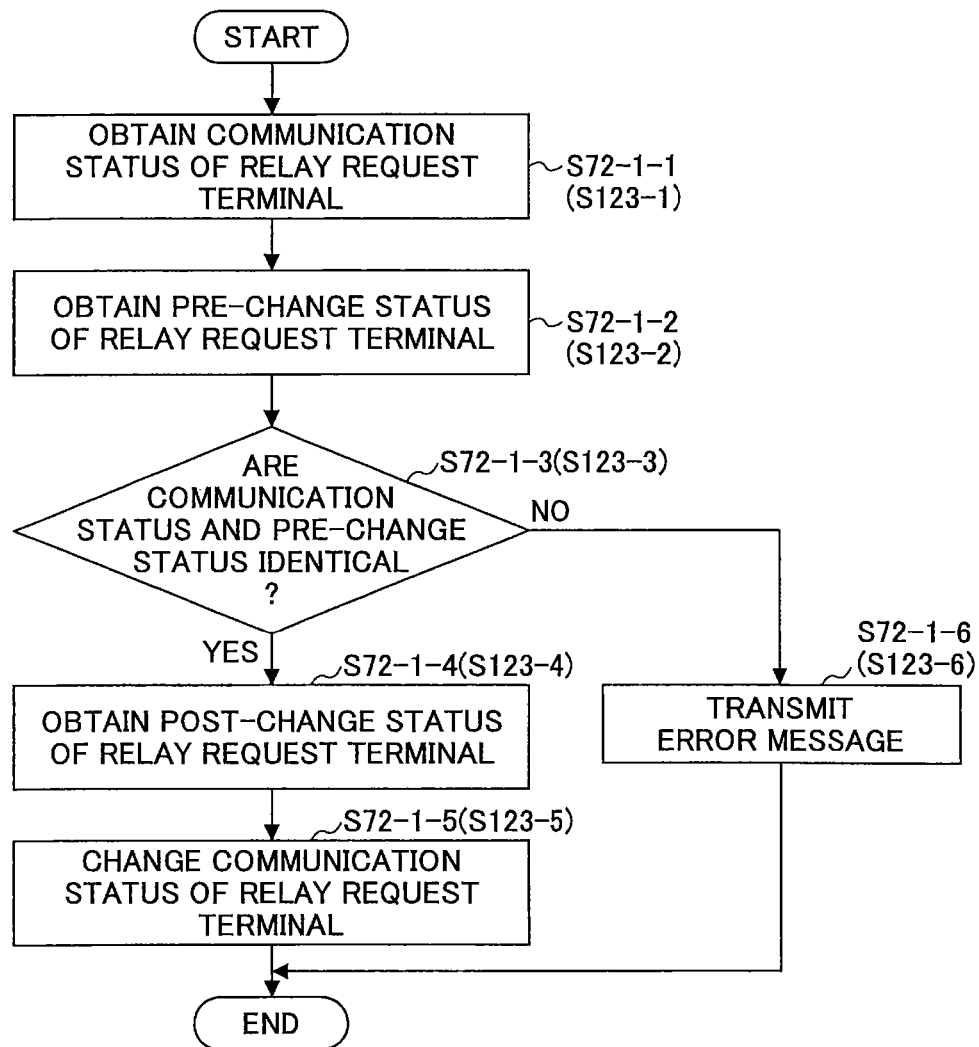 START
OBTAIN COMMUNICATION
STATUS OF RELAY REQUEST
TERMINAL
S72-1-1
(S123-1)
OBTAIN PRE-CHANGE STATUS
OF RELAY REQUEST TERMINAL
S72-1-2
(S123-2)
ARE
COMMUNICATION
STATUS AND PRE-CHANGE
STATUS IDENTICAL
?
S72-1-3(S123-3)
NO
YES
S72-1-4(S123-4)
OBTAIN POST-CHANGE STATUS
OF RELAY REQUEST TERMINAL
S72-1-6
(S123-6)
TRANSMIT
ERROR MESSAGE
S72-1-5(S123-5)
CHANGE COMMUNICATION
STATUS OF RELAY REQUEST
TERMINAL
END